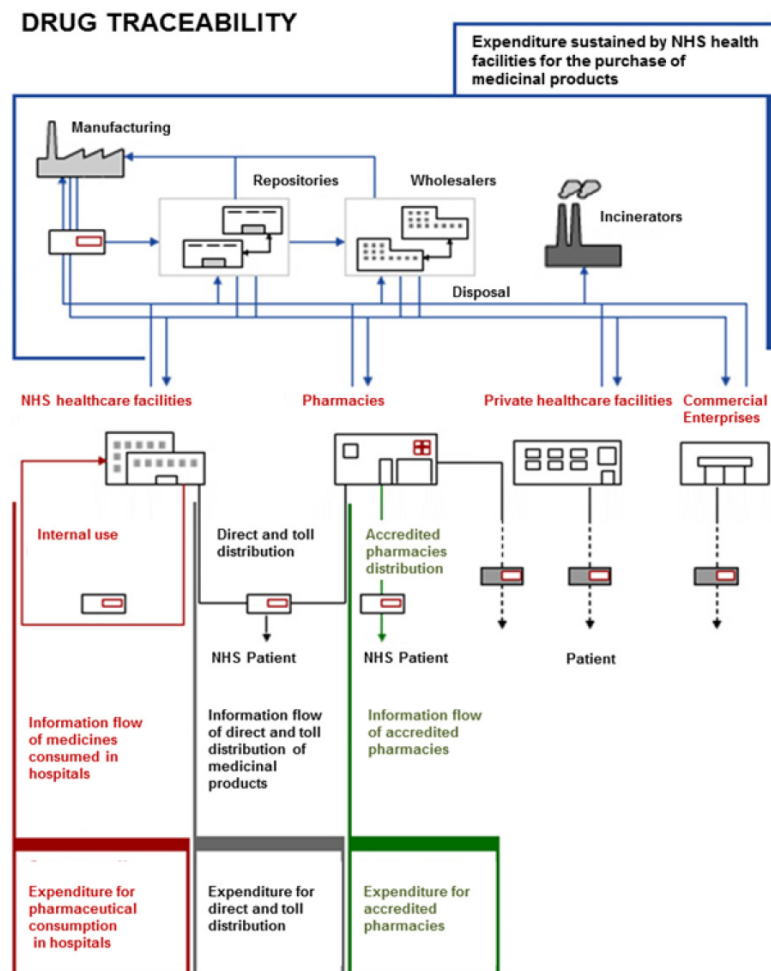 DRUG TRACEABILITY
Expenditure sustained by NHS health
facilities for the purchase of
medicinal products
Manufacturing
Repositories
Wholesalers
Incinerators
Disposal
NHS healthcare facilities
Pharmacies
Private healthcare facilities
Commercial
Enterprises
Internal use
Direct and toll
distribution
Accredited
pharmacies
distribution
NHS Patient
NHS Patient
Patient
Information flow
of medicines
consumed in
hospitals
Information flow
of direct and toll
distribution of
medicinal
products
Information flow
of accredited
pharmacies
Expenditure for
pharmaceutical
consumption
in hospitals
Expenditure for
direct and toll
distribution
Expenditure for
accredited
pharmacies